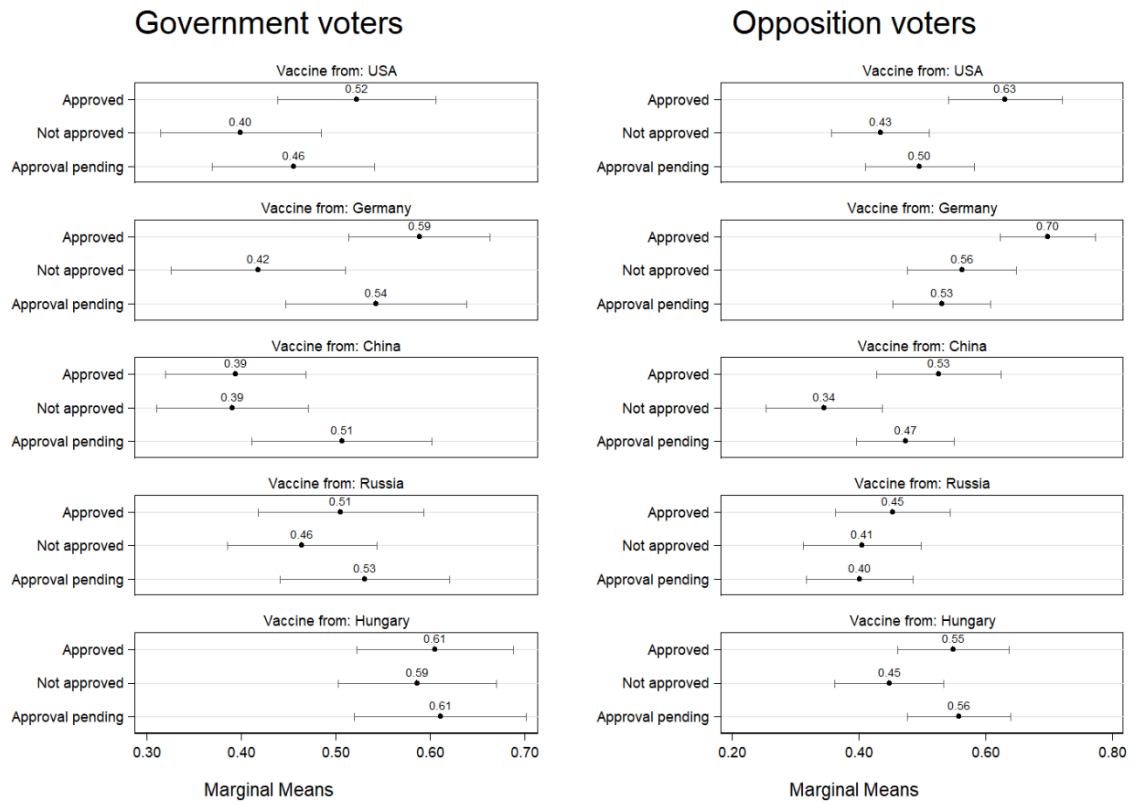 Government voters
Vaccine from: USA
0.52
Approved
0.40
Not approved
0.46
Approval pending
Vaccine from: Germany
0.59
Approved
0.42
Not approved
0.54
Approval pending
Vaccine from: China
0.39
Approved
0.39
Not approved
0.51
Approval pending
Vaccine from: Russia
0.51
Approved
0.46
Not approved
0.53
Approval pending
Vaccine from: Hungary
0.61
Approved
0.59
Not approved
0.61
Approval pending
0.30 0.40 0.50 0.60 0.70
Marginal Means
Opposition voters
Vaccine from: USA
0.63
Approved
0.43
Not approved
0.50
Approval pending
Vaccine from: Germany
0.70
Approved
0.56
Not approved
0.53
Approval pending
Vaccine from: China
0.53
Approved
0.34
Not approved
0.47
Approval pending
Vaccine from: Russia
0.45
Approved
0.41
Not approved
0.40
Approval pending
Vaccine from: Hungary
0.55
Approved
0.45
Not approved
0.56
Approval pending
0.20 0.40 0.60 0.80
Marginal Means